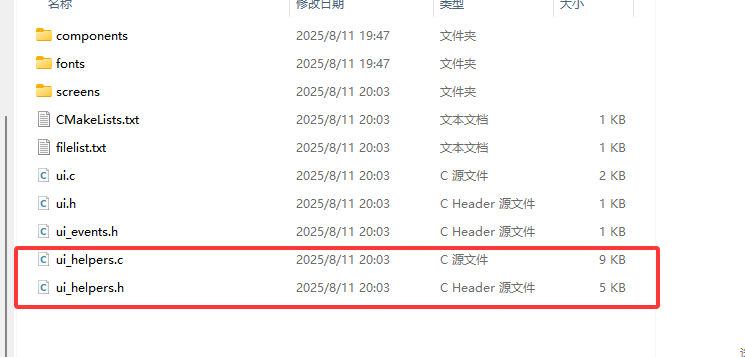 名称 修改日期 类型 大小
components 2025/8/11 19:47 文件夹
fonts 2025/8/11 19:47 文件夹
screens 2025/8/11 20:03 文件夹
CMakeLists.txt 2025/8/11 20:03 文本文档 1 KB
filelist.txt 2025/8/11 20:03 文本文档 1 KB
ui.c 2025/8/11 20:03 C 源文件 2 KB
ui.h 2025/8/11 20:03 C Header 源文件 1 KB
ui_events.h 2025/8/11 20:03 C Header 源文件 1 KB
ui_helpers.c 2025/8/11 20:03 C 源文件 9 KB
ui_helpers.h 2025/8/11 20:03 C Header 源文件 5 KB